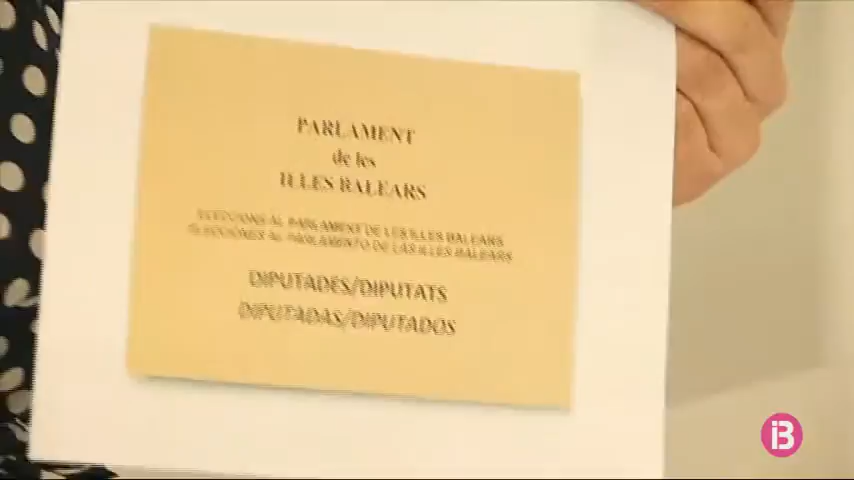 PARLAMENT
de les
ILLES BALEARS
ELECCIONS AL PARLAMENT DE LES ILLES BALEARS
ELECCIONES AL PARLAMENTO DE LAS ILLES BALEARS
DIPUTADES/DIPUTATS
DIPUTADAS/DIPUTADOS
iB